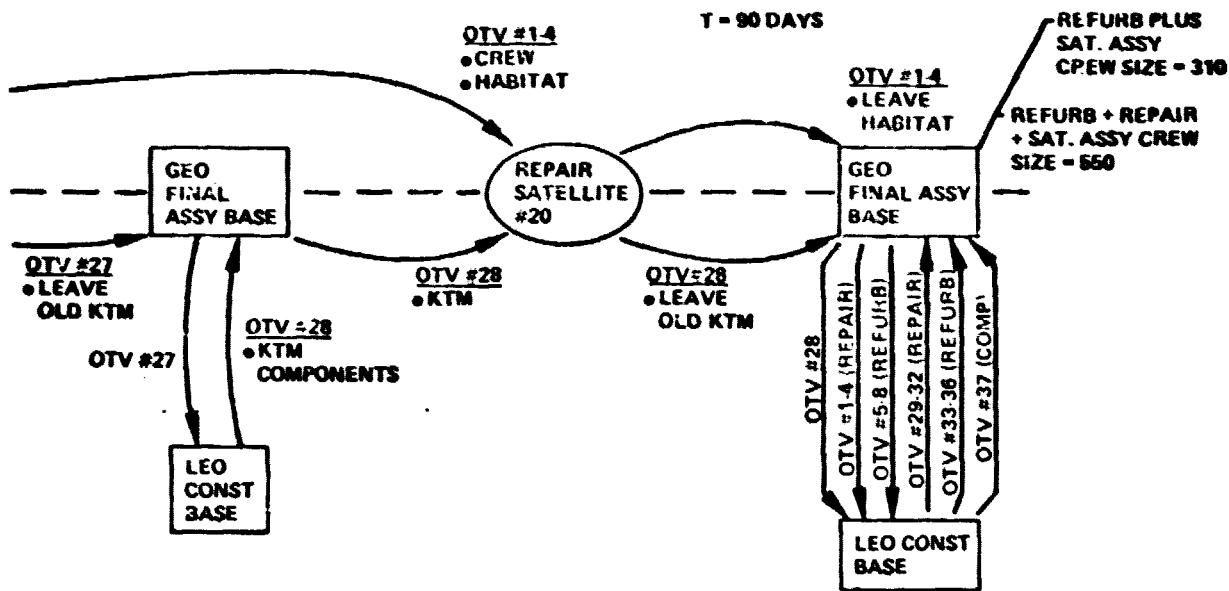 T = 90 DAYS
OTV #1-4
• CREW
• HABITAT
OTV #1-4
• LEAVE
HABITAT
REFURB PLUS
SAT. ASSY
CREW SIZE = 310
REFURB + REPAIR
+ SAT. ASSY CREW
SIZE = 550
GEO
FINAL
ASSY BASE
REPAIR
SATELLITE
#20
GEO
FINAL ASSY
BASE
OTV #27
• LEAVE
OLD KTM
OTV #28
• KTM
OTV #28
• LEAVE
OLD KTM
OTV #27
OTV #28
• KTM
COMPONENTS
OTV #28
OTV #1-4 (REPAIR)
OTV #5-8 (REFURB)
OTV #29-32 (REPAIR)
OTV #33-36 (REFURB)
OTV #37 (COMP)
LEO
CONST
BASE
LEO CONST
BASE